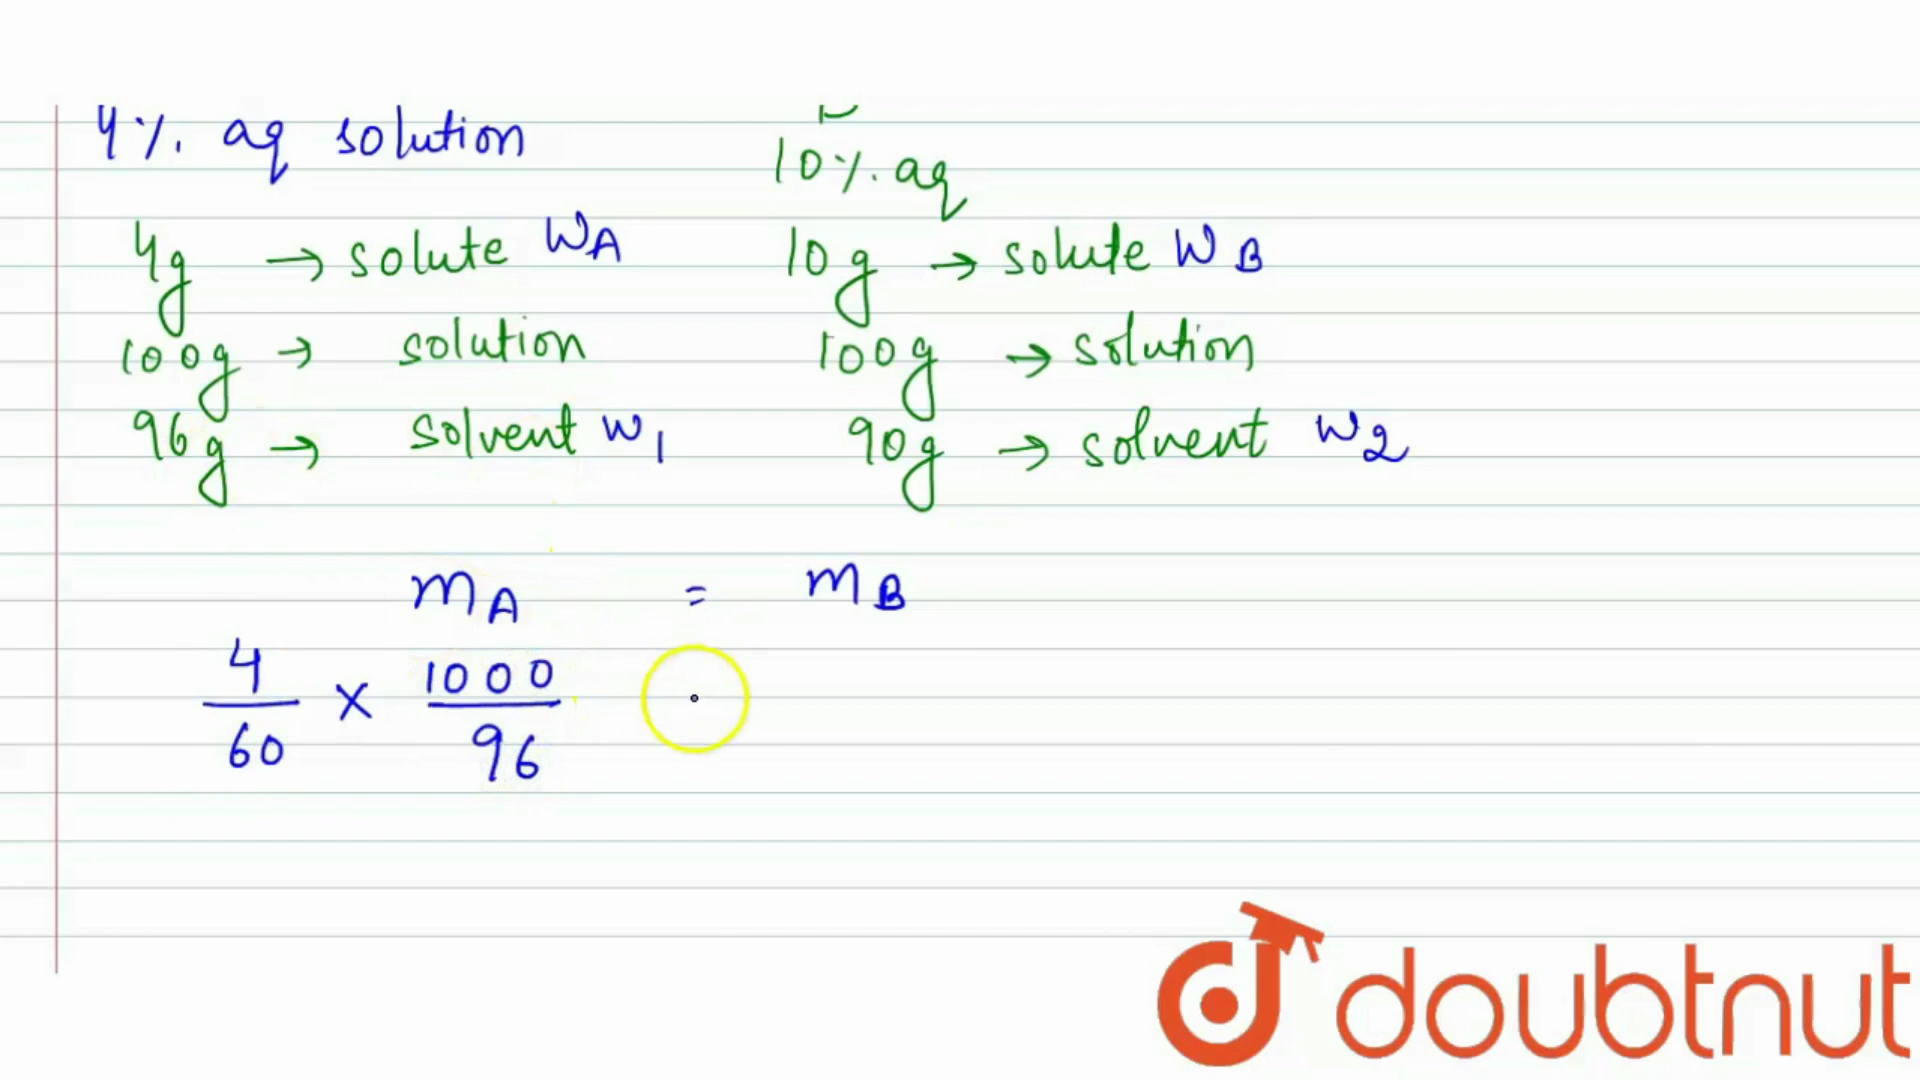 4%. aq solution
10%. aq
4g → solute WA
10g → solute WB
100g → solution
100g → solution
96g → solvent w1
90g → solvent w2
mA = mB
4/60 × 1000/96
doubtnut